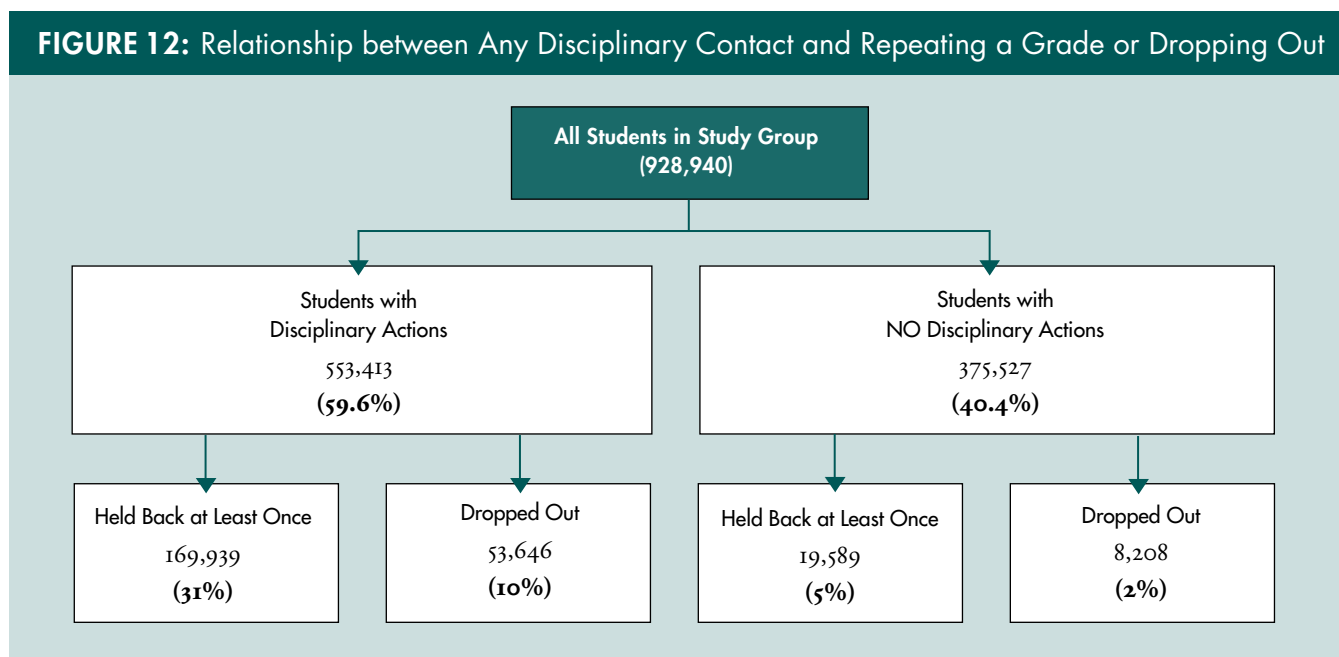 FIGURE 12: Relationship between Any Disciplinary Contact and Repeating a Grade or Dropping Out
All Students in Study Group
(928,940)
Students with
Disciplinary Actions
553,413
(59.6%)
Students with
NO Disciplinary Actions
375,527
(40.4%)
Held Back at Least Once
169,939
(31%)
Dropped Out
53,646
(10%)
Held Back at Least Once
19,589
(5%)
Dropped Out
8,208
(2%)